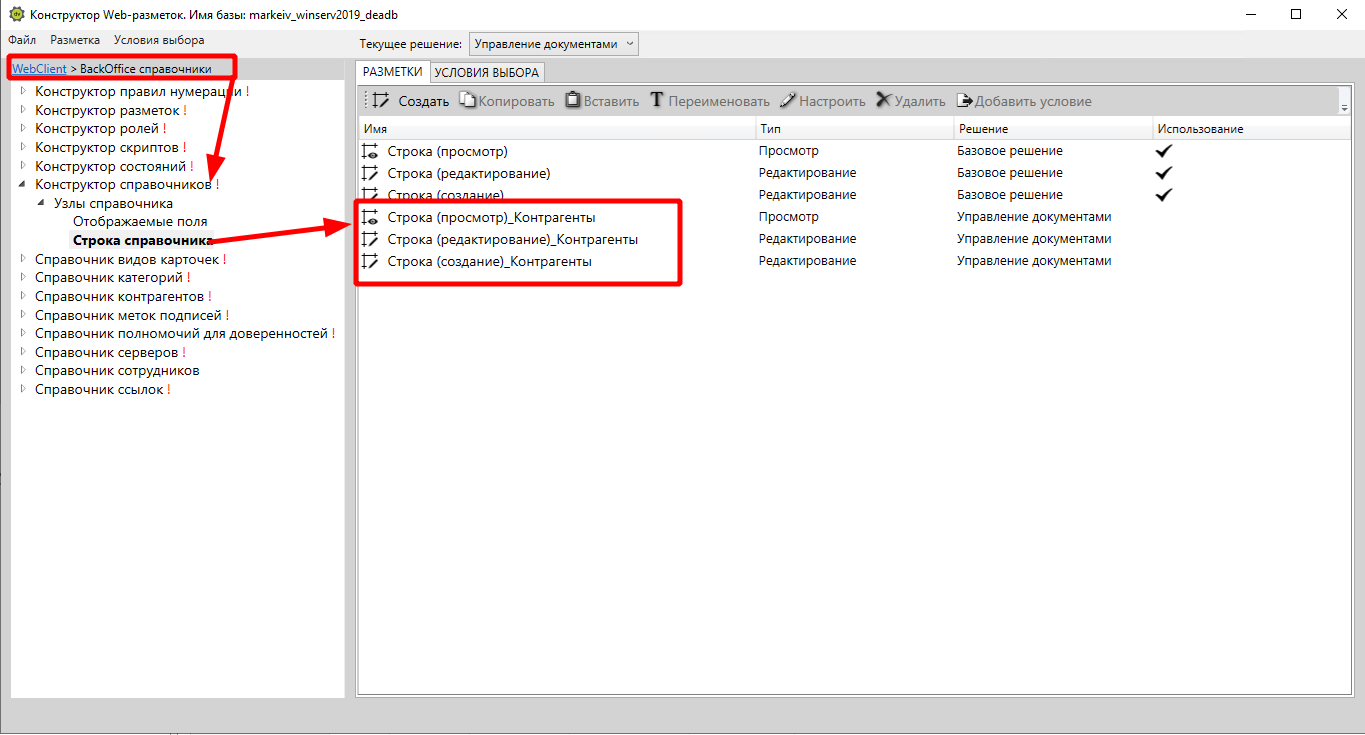 Конструктор Web-разметок. Имя базы: markeiv_winserv2019_deadb
Файл Разметка Условия выбора
Текущее решение: Управление документами
WebClient > BackOffice справочники
Конструктор правил нумерации !
Конструктор разметок !
Конструктор ролей !
Конструктор скриптов !
Конструктор состояний !
Конструктор справочников !
Узлы справочника
Отображаемые поля
Строка справочника
Справочник видов карточек !
Справочник категорий !
Справочник контрагентов !
Справочник меток подписей !
Справочник полномочий для доверенностей !
Справочник серверов !
Справочник сотрудников
Справочник ссылок !
РАЗМЕТКИ УСЛОВИЯ ВЫБОРА
Создать Копировать Вставить Переименовать Настроить Удалить Добавить условие
Имя Тип Решение Использование
Строка (просмотр) Просмотр Базовое решение
Строка (редактирование) Редактирование Базовое решение
Строка (создание) Редактирование Базовое решение
Строка (просмотр)_Контрагенты Просмотр Управление документами
Строка (редактирование)_Контрагенты Редактирование Управление документами
Строка (создание)_Контрагенты Редактирование Управление документами